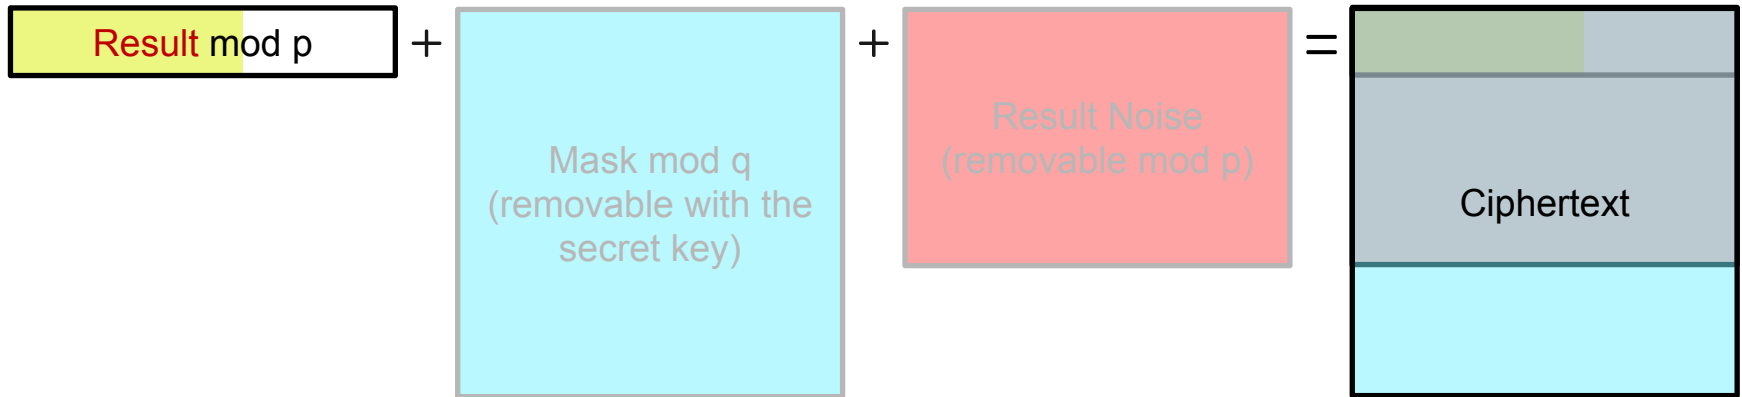 Result mod p
+
Mask mod q
(removable with the
secret key)
+
Result Noise
(removable mod p)
=
Ciphertext